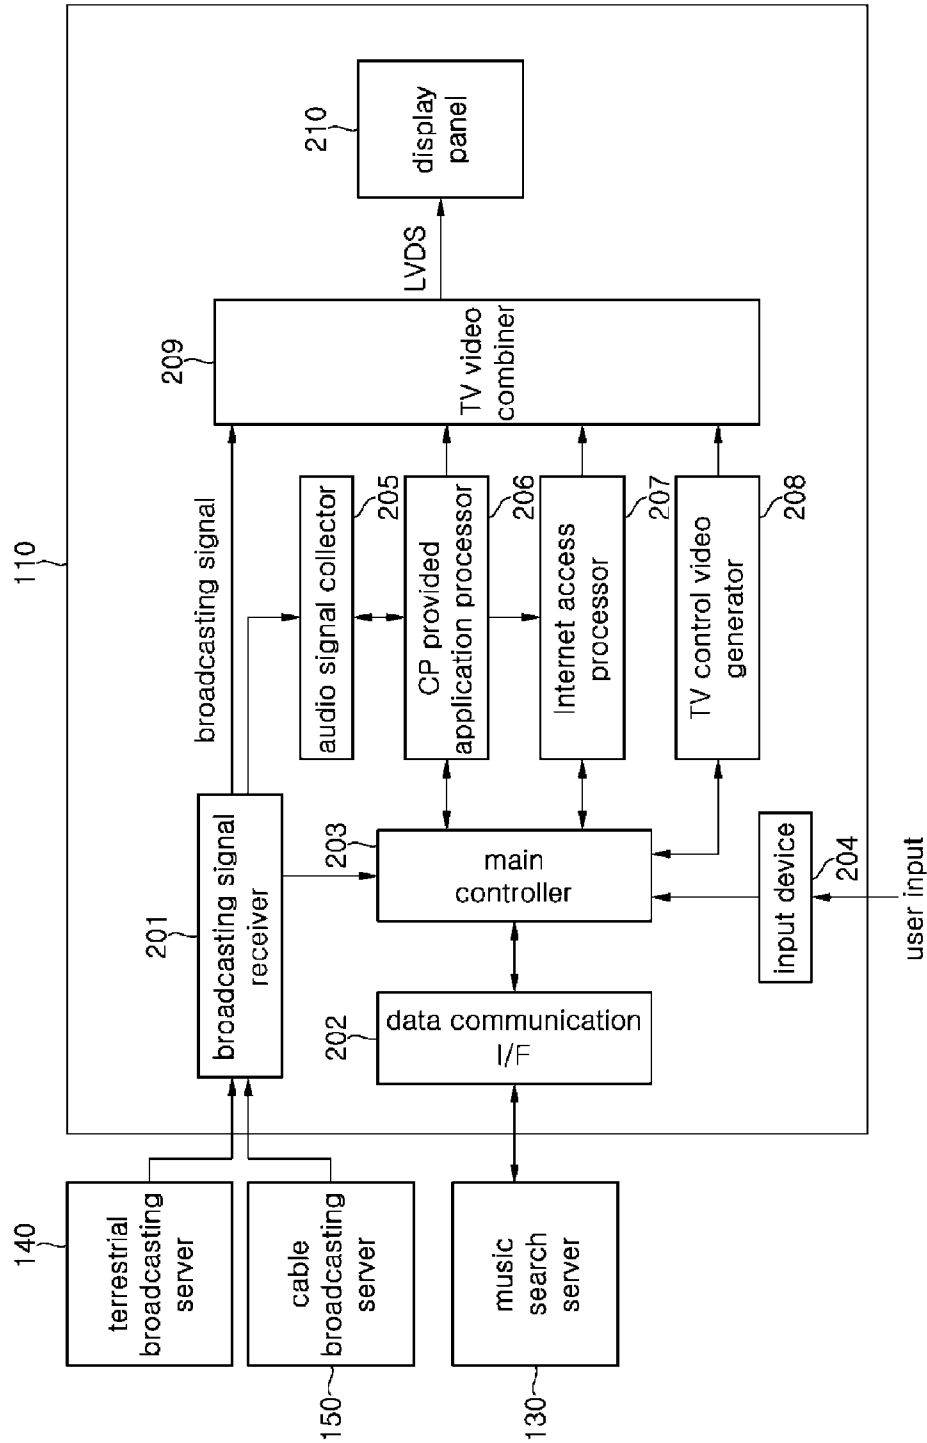 110
140
terrestrial
broadcasting
server
150
cable
broadcasting
server
130
music
search
server
201
broadcasting signal
receiver
broadcasting signal
202
data communication
I/F
203
main
controller
204
input device
user input
205
audio signal collector
206
CP provided
application processor
207
Internet access
processor
208
TV control video
generator
209
TV video
combiner
LVDS
210
display
panel